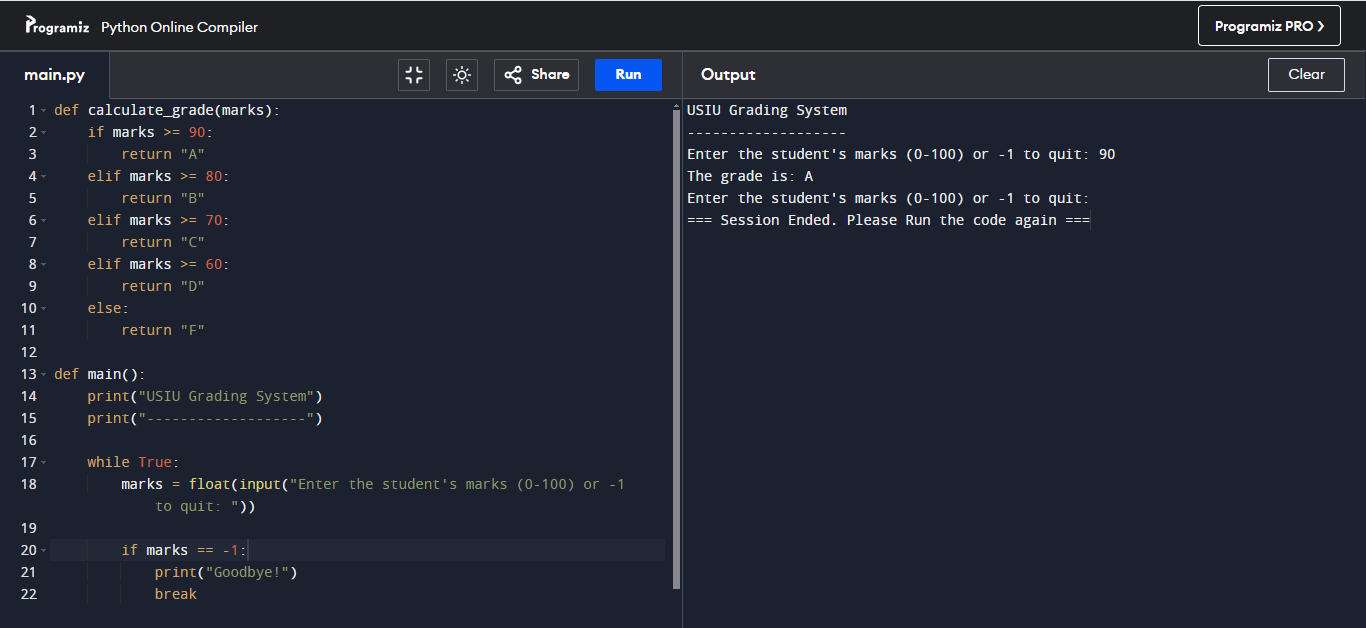 Programiz Python Online Compiler
Programiz PRO ❯
main.py
Share
Run
Output
Clear
1 def calculate_grade(marks):
2     if marks >= 90:
3         return "A"
4     elif marks >= 80:
5         return "B"
6     elif marks >= 70:
7         return "C"
8     elif marks >= 60:
9         return "D"
10     else:
11         return "F"
12
13 def main():
14     print("USIU Grading System")
15     print("-------------------")
16
17     while True:
18         marks = float(input("Enter the student's marks (0-100) or -1
            to quit: "))
19
20         if marks == -1:
21             print("Goodbye!")
22             break
USIU Grading System
-------------------
Enter the student's marks (0-100) or -1 to quit: 90
The grade is: A
Enter the student's marks (0-100) or -1 to quit:
=== Session Ended. Please Run the code again ===